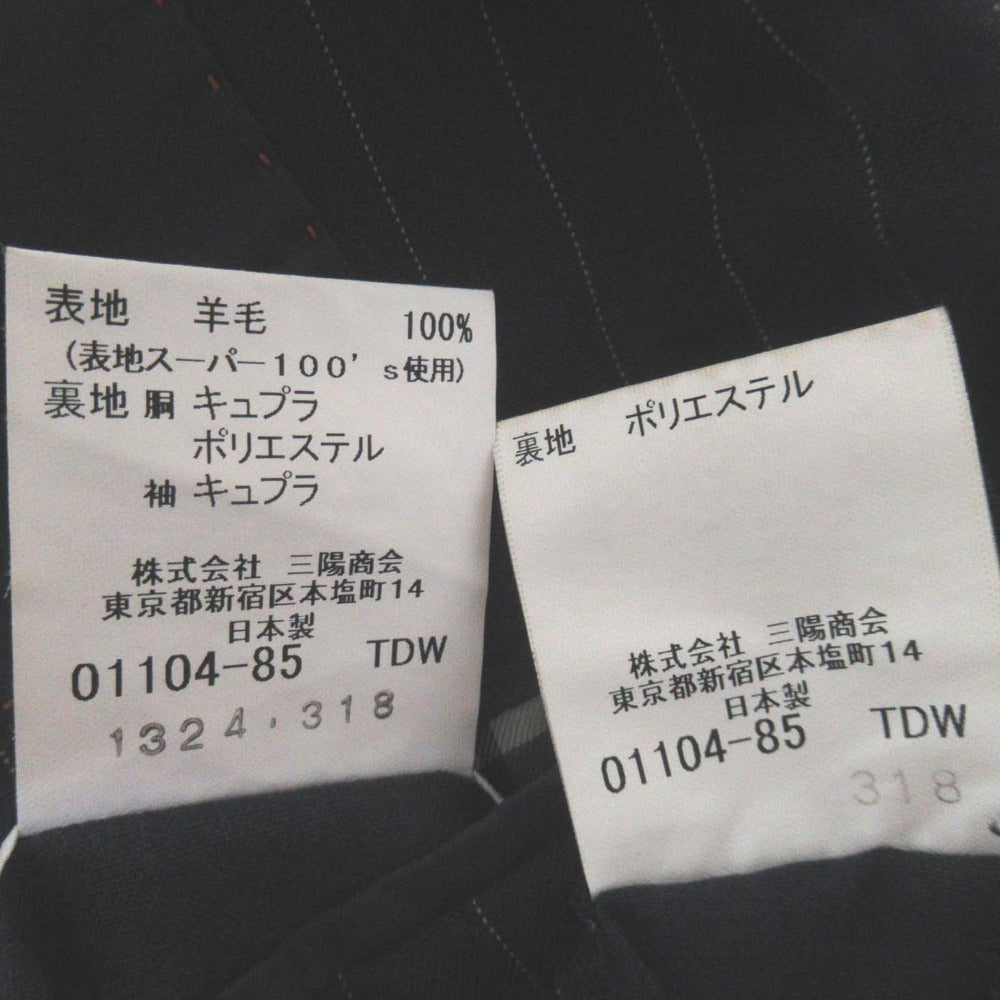 表地 羊毛 100%
(表地スーパー100's使用)
裏地 胴 キュプラ
ポリエステル
袖 キュプラ
株式会社 三陽商会
東京都新宿区本塩町14
日本製
01104-85 TDW
1324.318
裏地 ポリエステル
株式会社 三陽商会
東京都新宿区本塩町14
日本製
01104-85 TDW
318